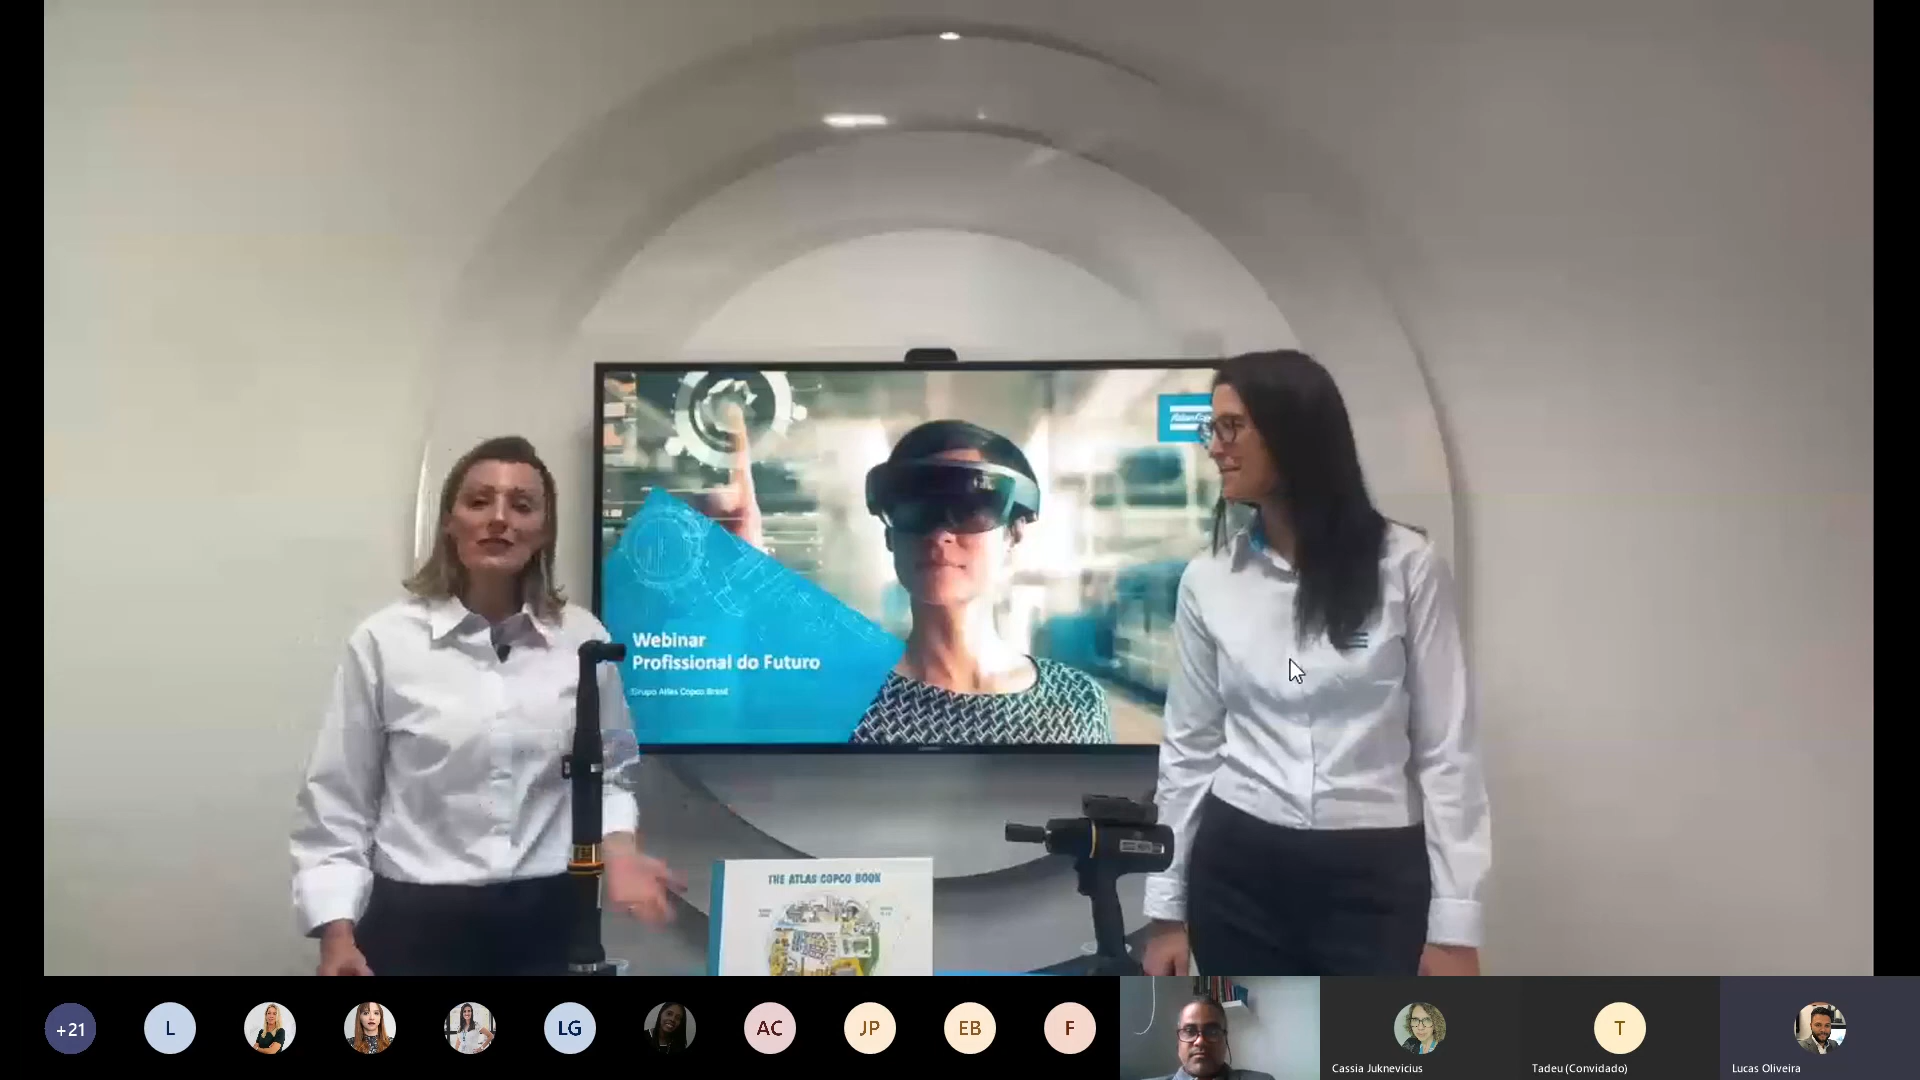 Webinar
Profissional do Futuro
Grupo Atlas Copco Brasil
THE ATLAS COPCO BOOK
+21
L
LG
AC
JP
EB
F
T
Cassia Juknevicius
Tadeu (Convidado)
Lucas Oliveira